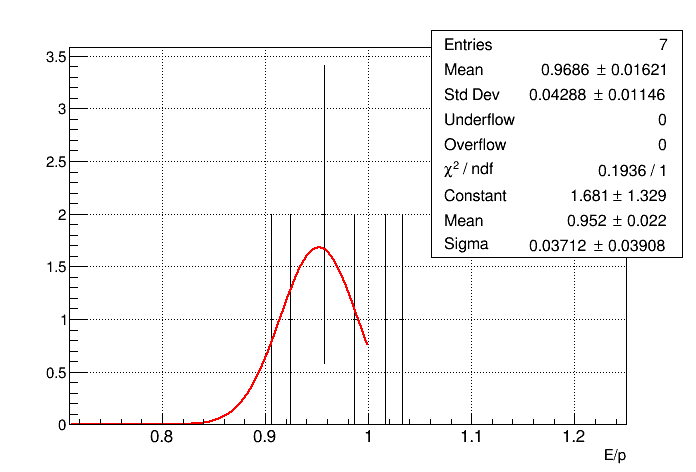 Entries 7
Mean 0.9686 ± 0.01621
Std Dev 0.04288 ± 0.01146
Underflow 0
Overflow 0
χ² / ndf 0.1936 / 1
Constant 1.681 ± 1.329
Mean 0.952 ± 0.022
Sigma 0.03712 ± 0.03908
3.5
3
2.5
2
1.5
1
0.5
0
0.8 0.9 1 1.1 1.2
E/p